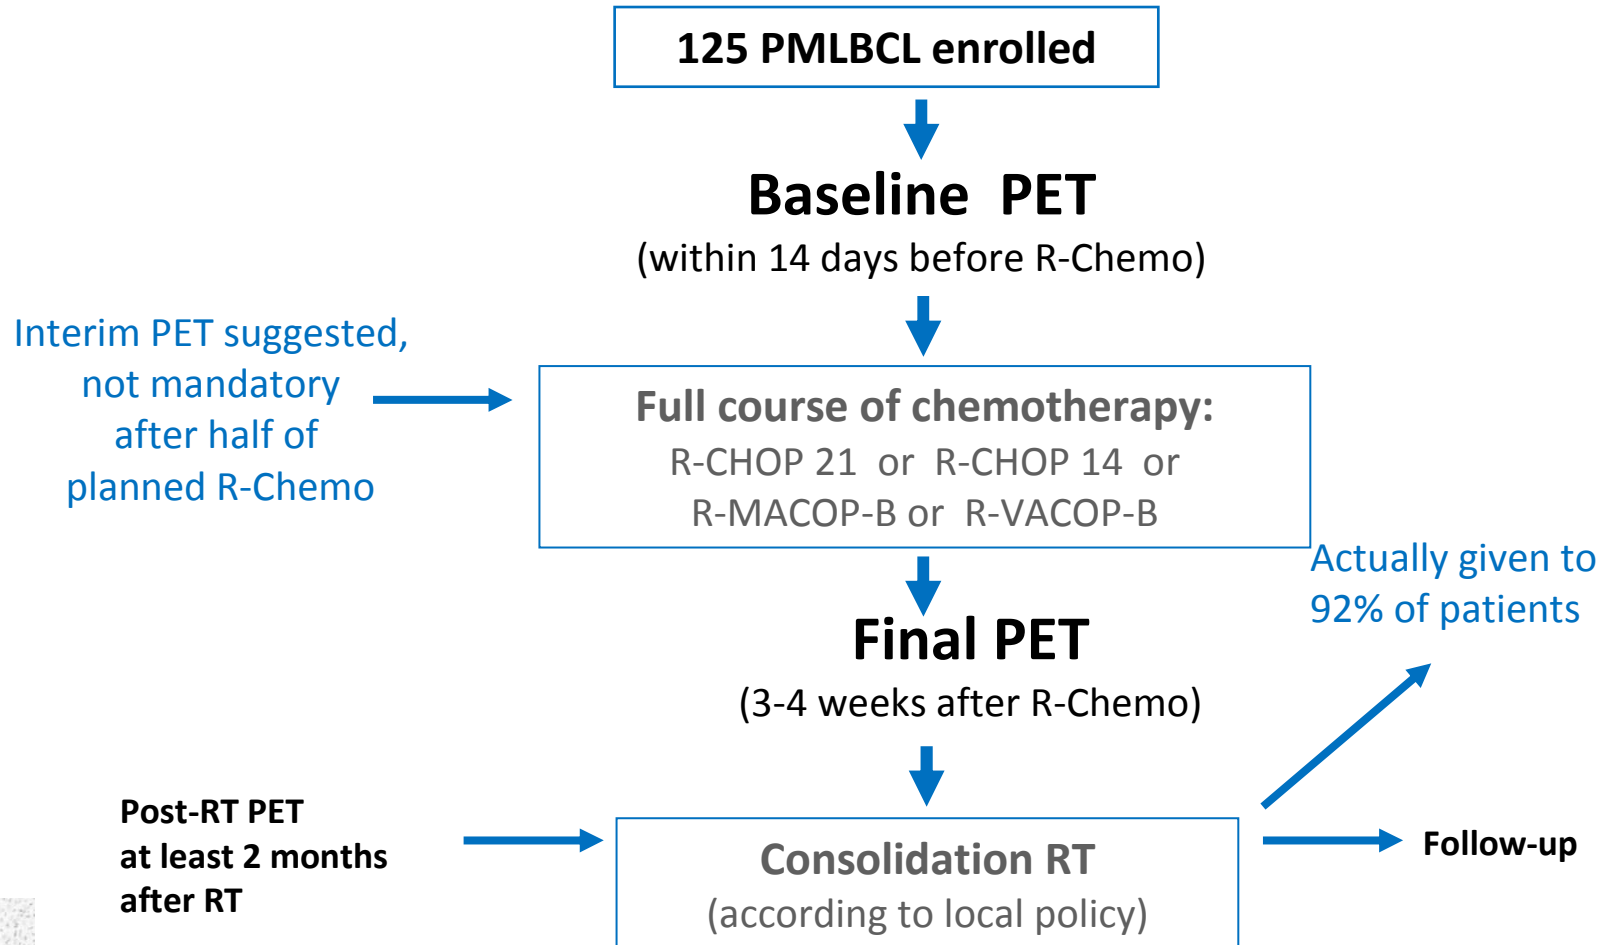 125 PMLBCL enrolled
Baseline PET
(within 14 days before R-Chemo)
Interim PET suggested,
not mandatory
after half of
planned R-Chemo
Full course of chemotherapy:
R-CHOP 21 or R-CHOP 14 or
R-MACOP-B or R-VACOP-B
Actually given to
92% of patients
Final PET
(3-4 weeks after R-Chemo)
Post-RT PET
at least 2 months
after RT
Consolidation RT
(according to local policy)
Follow-up